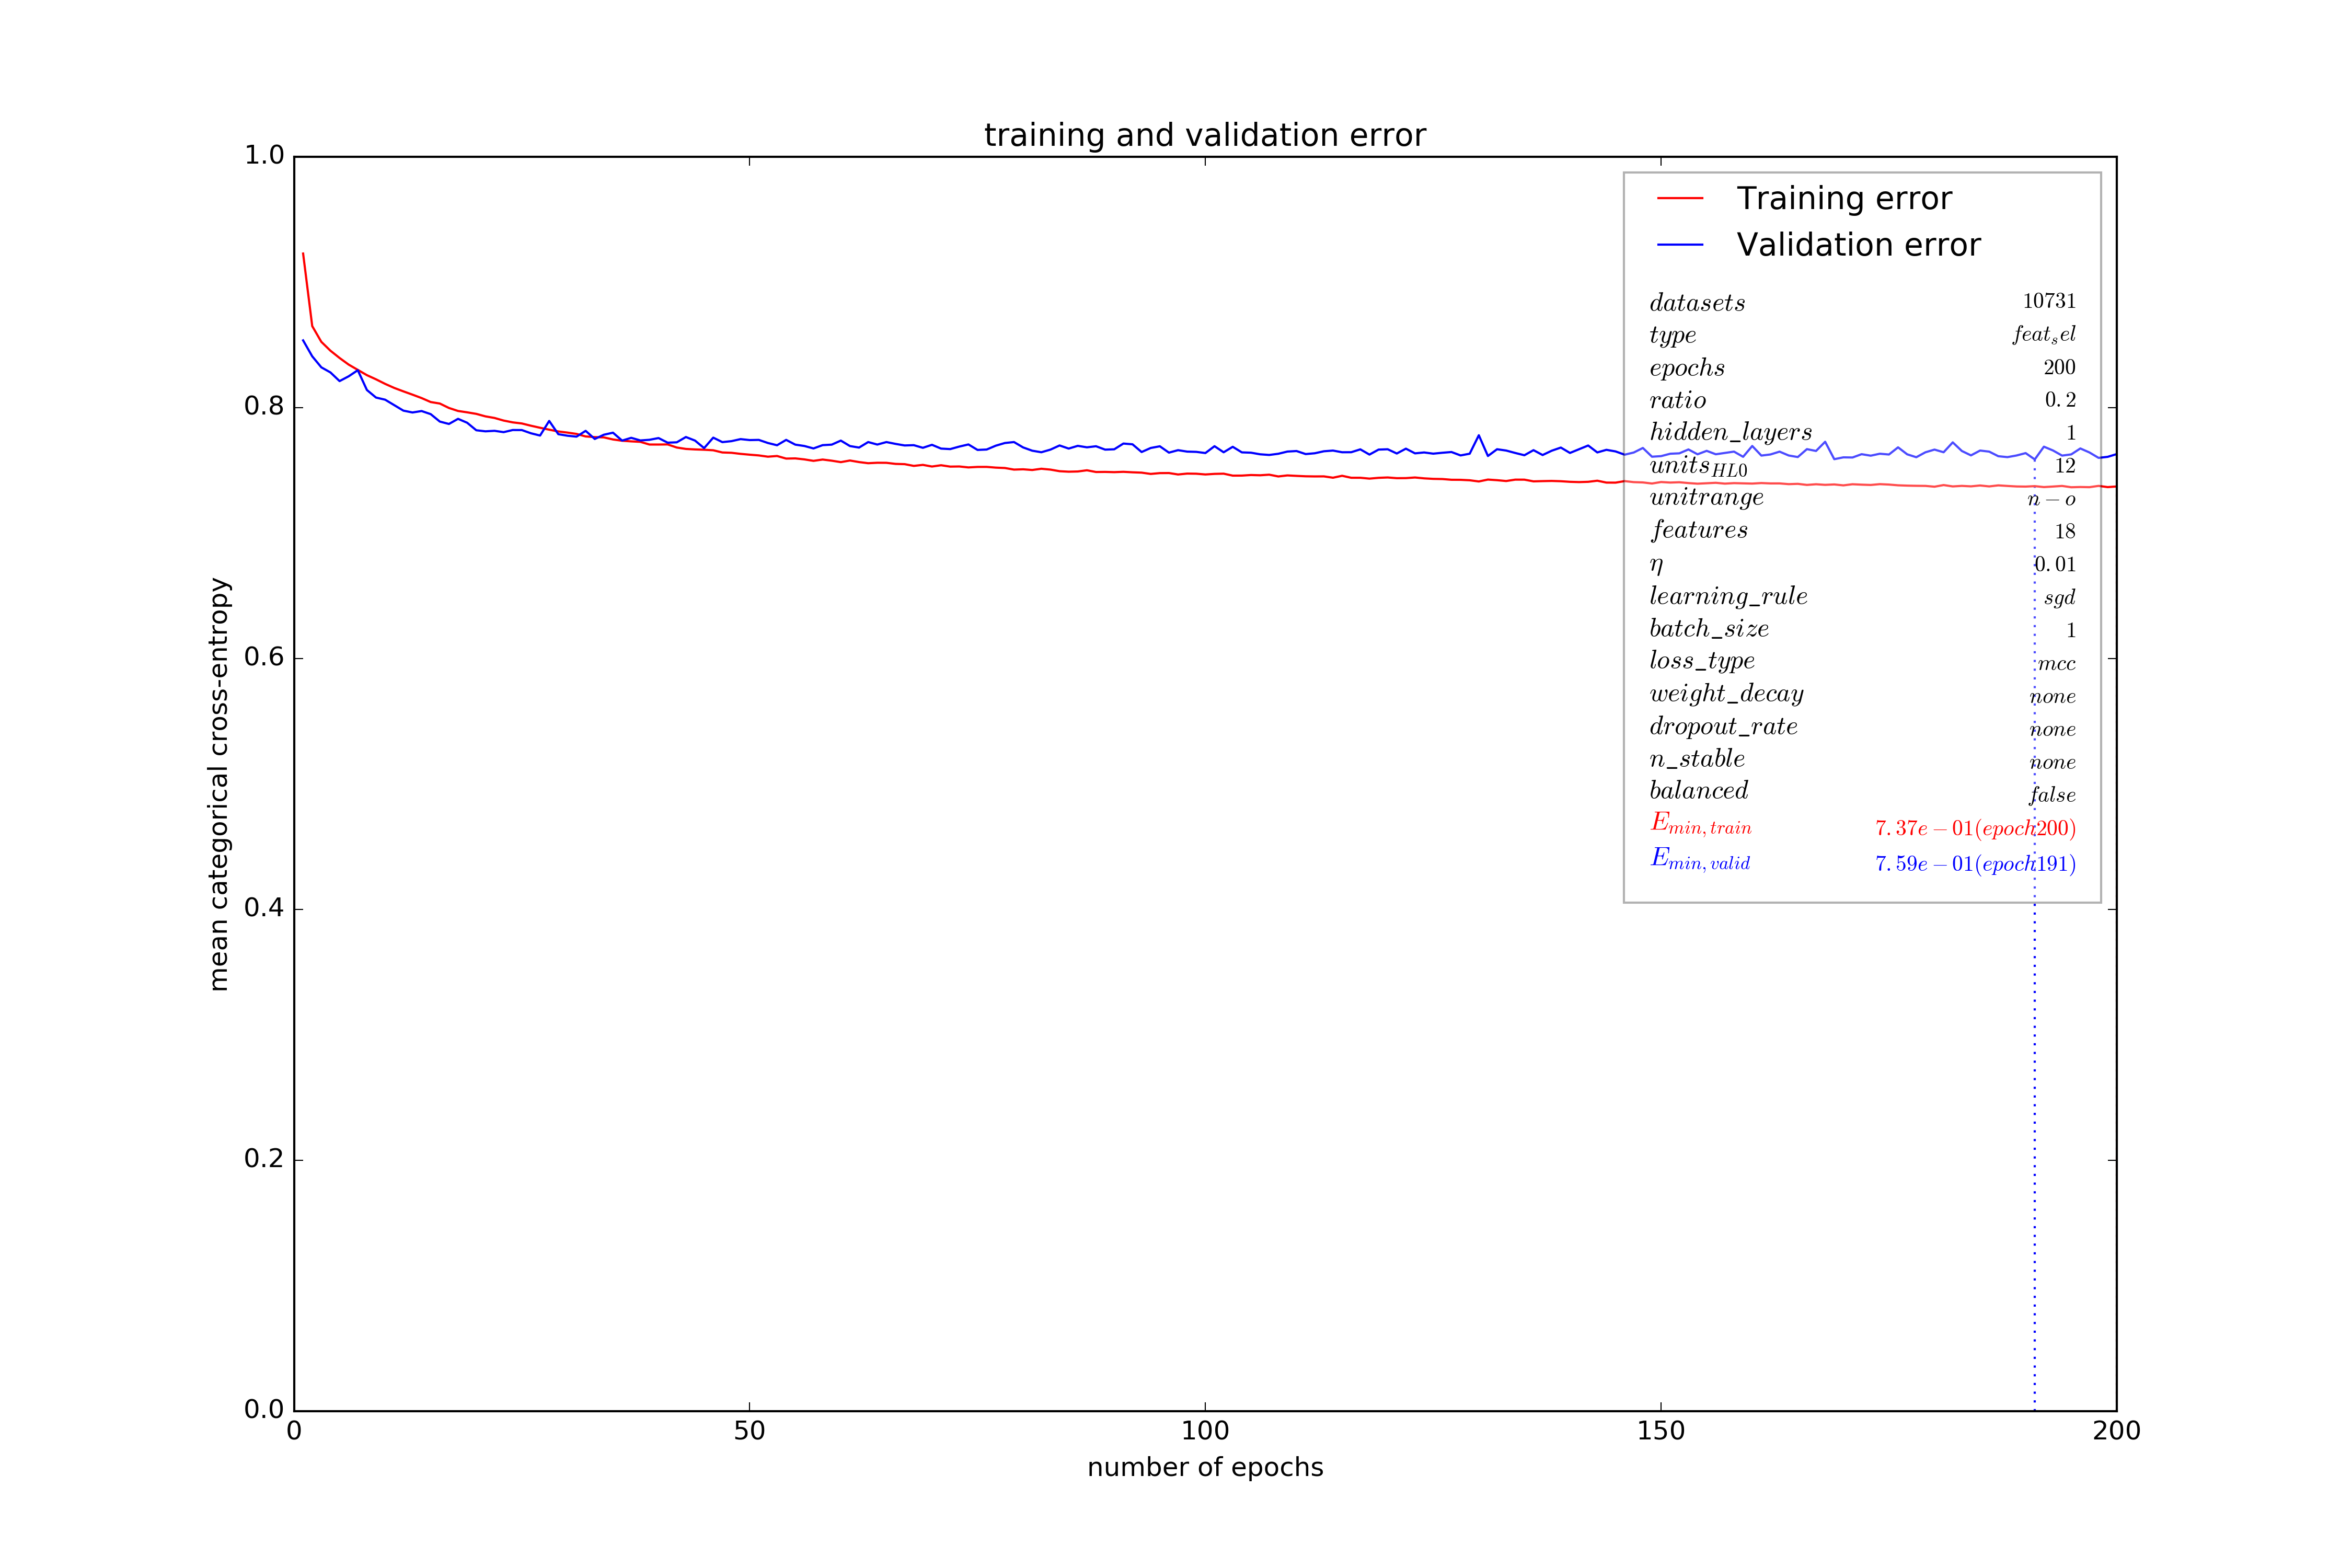 training and validation error
1.0
0.8
0.6
0.4
0.2
0.0
0 50 100 150 200
number of epochs
mean categorical cross-entropy
Training error
Validation error
datasets 10731
type feat_sel
epochs 200
ratio 0.2
hidden_layers 1
units_HL0 12
unitrange n − o
features 18
η 0.01
learning_rule sgd
batch_size 1
loss_type mcc
weight_decay none
dropout_rate none
n_stable none
balanced false
E_min,train 7.37e − 01(epoch200)
E_min,valid 7.59e − 01(epoch191)